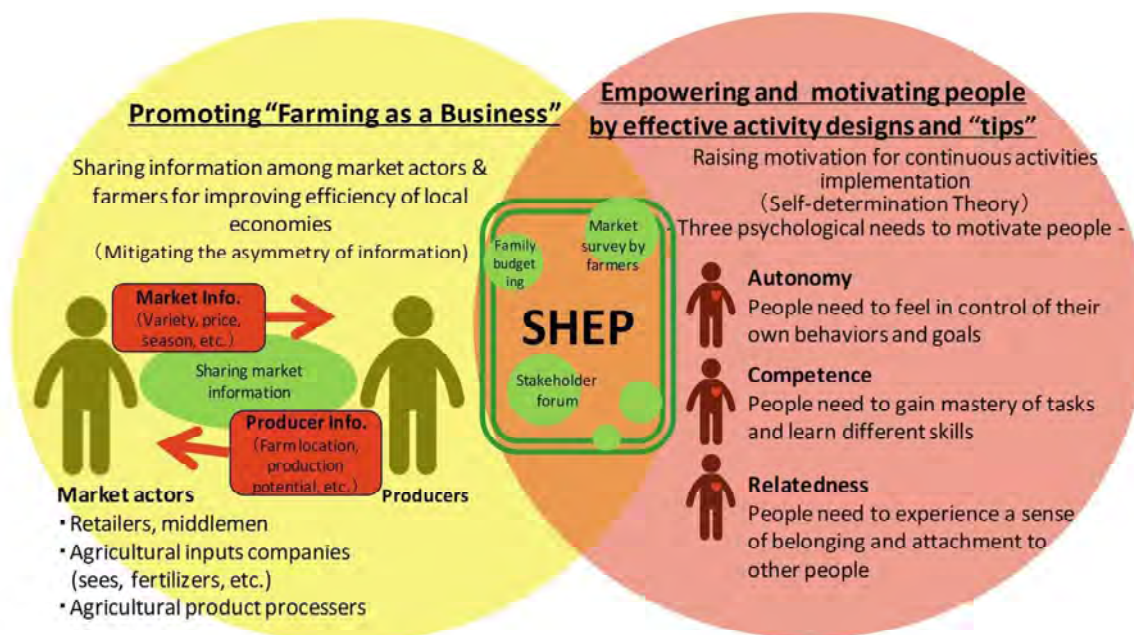 Promoting “Farming as a Business”
Sharing information among market actors &
farmers for improving efficiency of local
economies
（Mitigating the asymmetry of information)
Market Info.
（Variety, price,
season, etc.）
Sharing market
information
Producer Info.
（Farm location,
production
potential, etc.）
Market actors
・Retailers, middlemen
・Agricultural inputs companies
(sees, fertilizers, etc.)
・Agricultural product processers
Producers
Family
budget
ing
Market
survey by
farmers
SHEP
Stakeholder
forum
Empowering and motivating people
by effective activity designs and “tips”
Raising motivation for continuous activities
implementation
（Self-determination Theory）
- Three psychological needs to motivate people -
Autonomy
People need to feel in control of their
own behaviors and goals
Competence
People need to gain mastery of tasks
and learn different skills
Relatedness
People need to experience a sense
of belonging and attachment to
other people